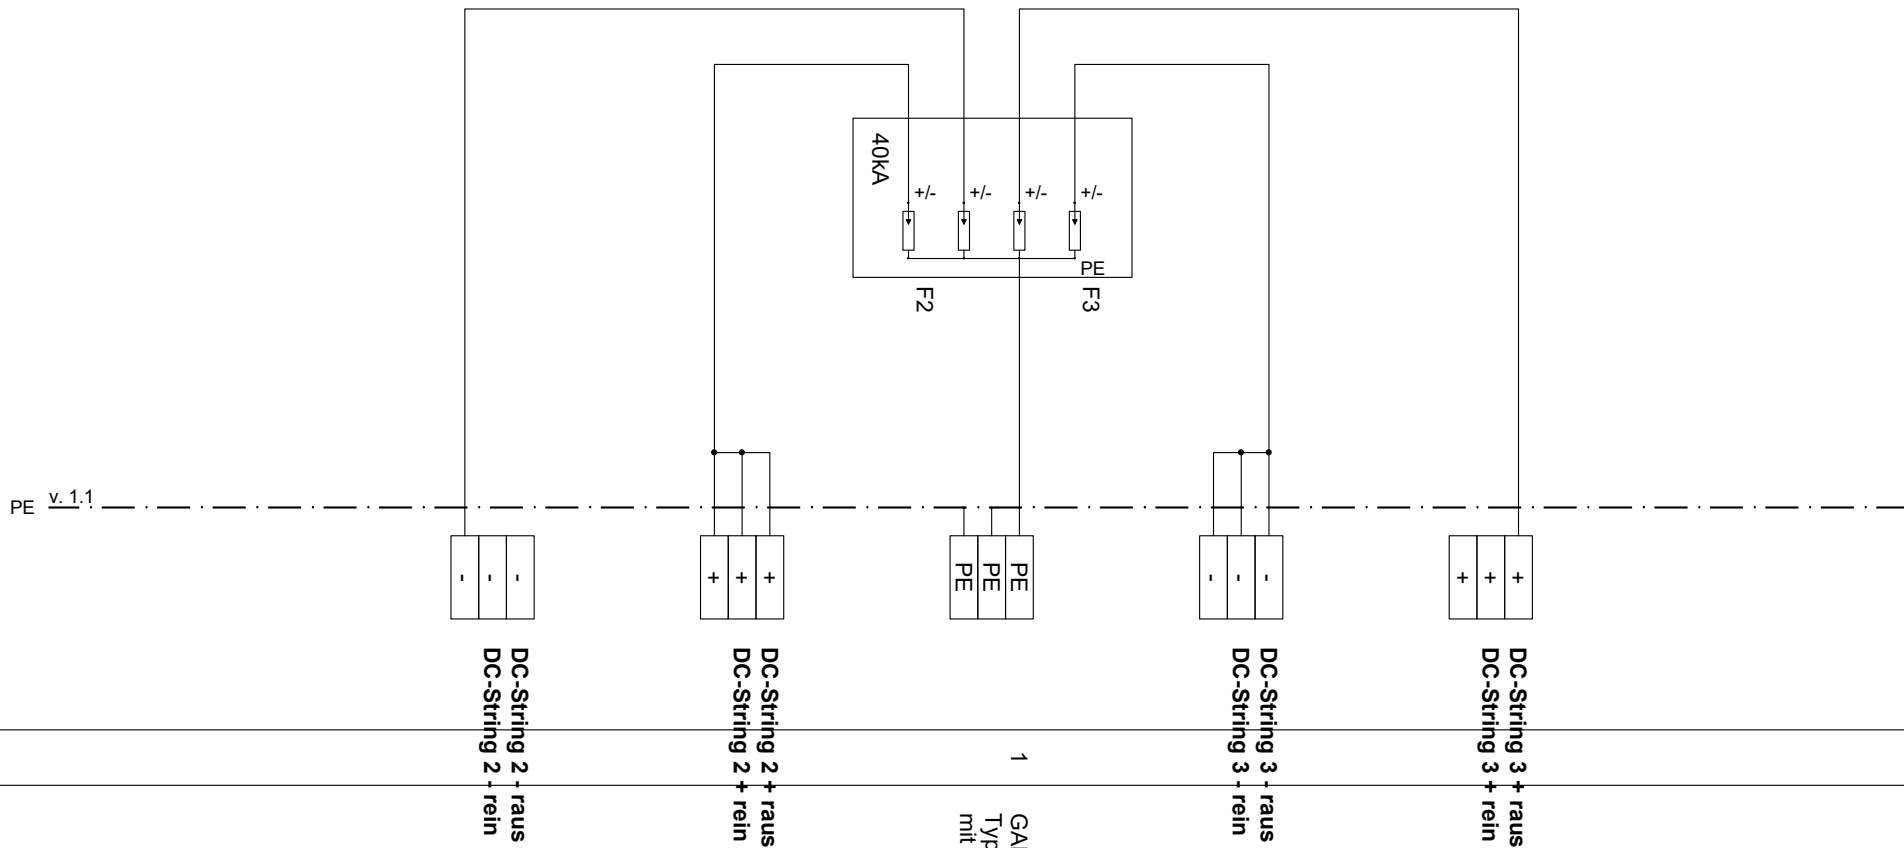 40kA
+/- +/- +/- +/-
PE
F2 F3
PE v. 1.1
- - -
+ + +
PE PE PE
- - -
+ + +
DC-String 2 - raus
DC-String 2 - rein
DC-String 2 + raus
DC-String 2 + rein
DC-String 3 - raus
DC-String 3 - rein
DC-String 3 + raus
DC-String 3 + rein
1
Typ
mit